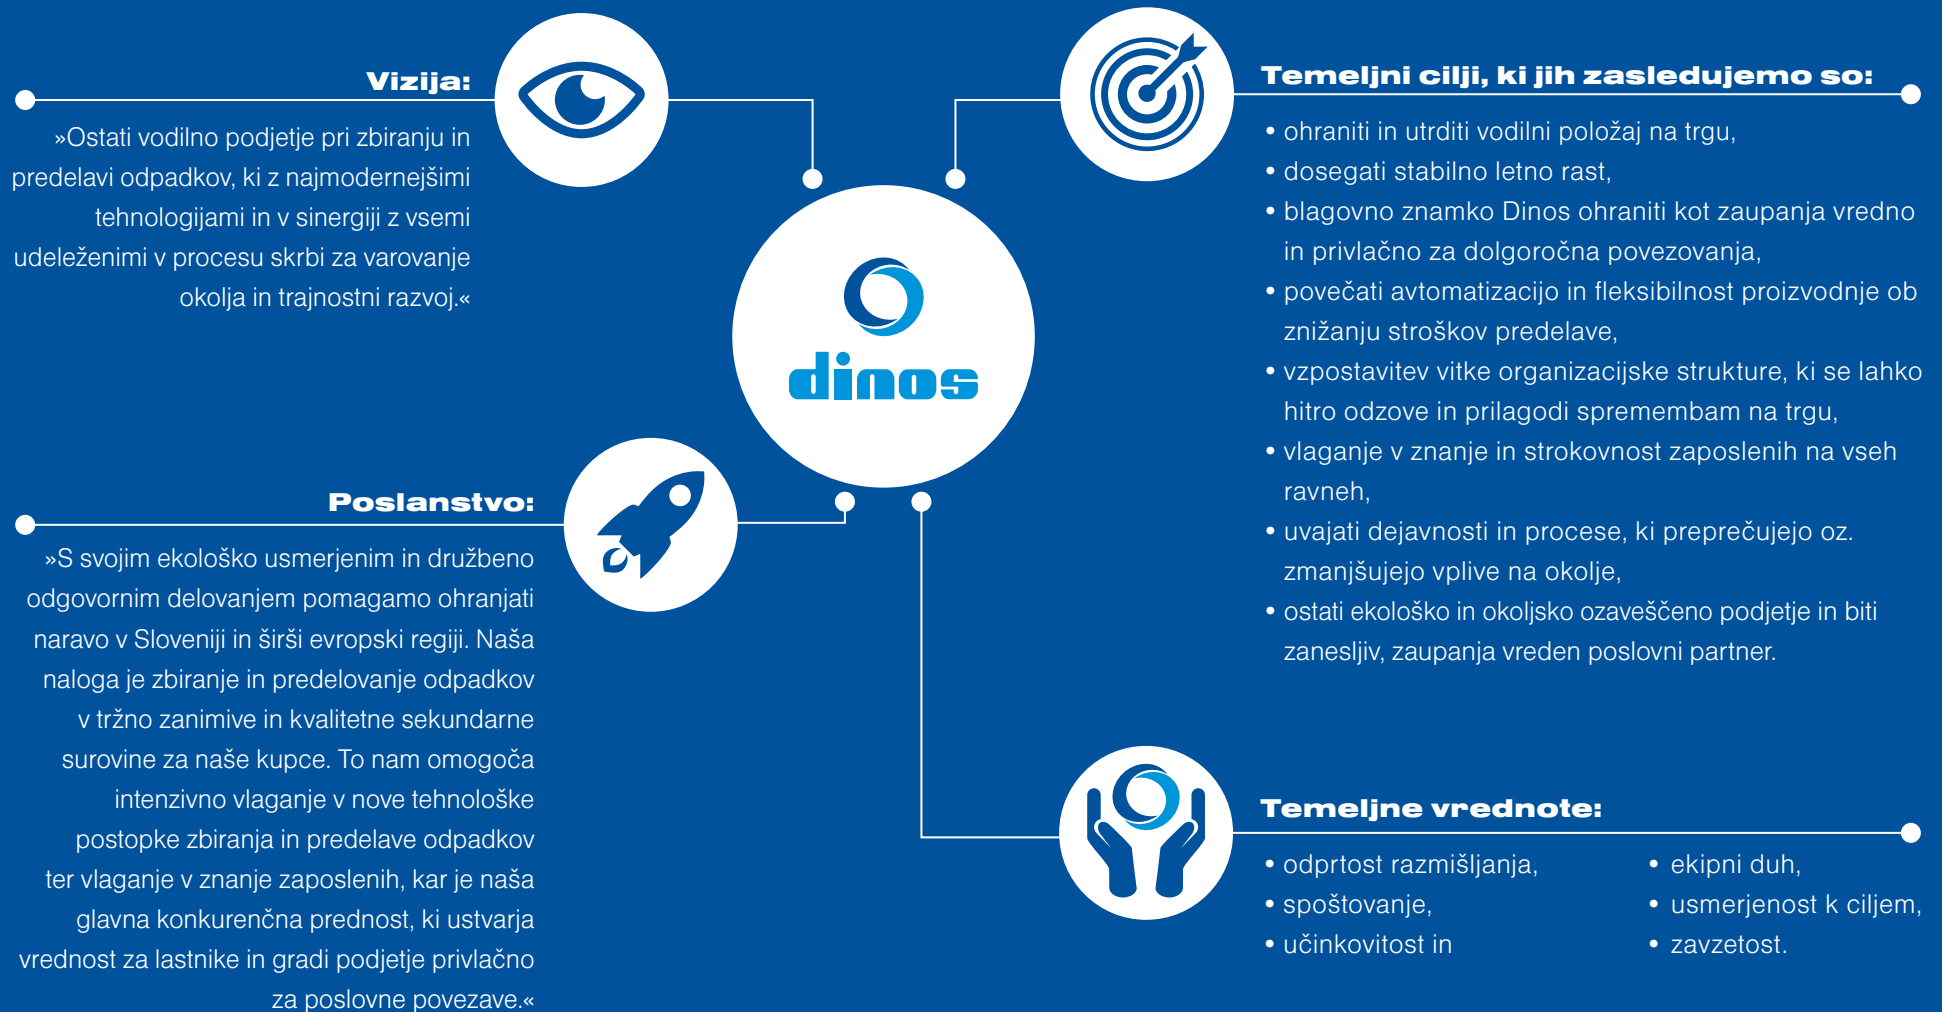 Vizija:
»Ostati vodilno podjetje pri zbiranju in
predelavi odpadkov, ki z najmodernejšimi
tehnologijami in v sinergiji z vsemi
udeleženimi v procesu skrbi za varovanje
okolja in trajnostni razvoj.«
Poslanstvo:
»S svojim ekološko usmerjenim in družbeno
odgovornim delovanjem pomagamo ohranjati
naravo v Sloveniji in širši evropski regiji. Naša
naloga je zbiranje in predelovanje odpadkov
v tržno zanimive in kvalitetne sekundarne
surovine za naše kupce. To nam omogoča
intenzivno vlaganje v nove tehnološke
postopke zbiranja in predelave odpadkov
ter vlaganje v znanje zaposlenih, kar je naša
glavna konkurenčna prednost, ki ustvarja
vrednost za lastnike in gradi podjetje privlačno
za poslovne povezave.«
dinos
Temeljni cilji, ki jih zasledujemo so:
• ohraniti in utrditi vodilni položaj na trgu,
• dosegati stabilno letno rast,
• blagovno znamko Dinos ohraniti kot zaupanja vredno
in privlačno za dolgoročna povezovanja,
• povečati avtomatizacijo in fleksibilnost proizvodnje ob
znižanju stroškov predelave,
• vzpostavitev vitke organizacijske strukture, ki se lahko
hitro odzove in prilagodi spremembam na trgu,
• vlaganje v znanje in strokovnost zaposlenih na vseh
ravneh,
• uvajati dejavnosti in procese, ki preprečujejo oz.
zmanjšujejo vplive na okolje,
• ostati ekološko in okoljsko ozaveščeno podjetje in biti
zanesljiv, zaupanja vreden poslovni partner.
Temeljne vrednote:
• odprtost razmišljanja,
• spoštovanje,
• učinkovitost in
• ekipni duh,
• usmerjenost k ciljem,
• zavzetost.